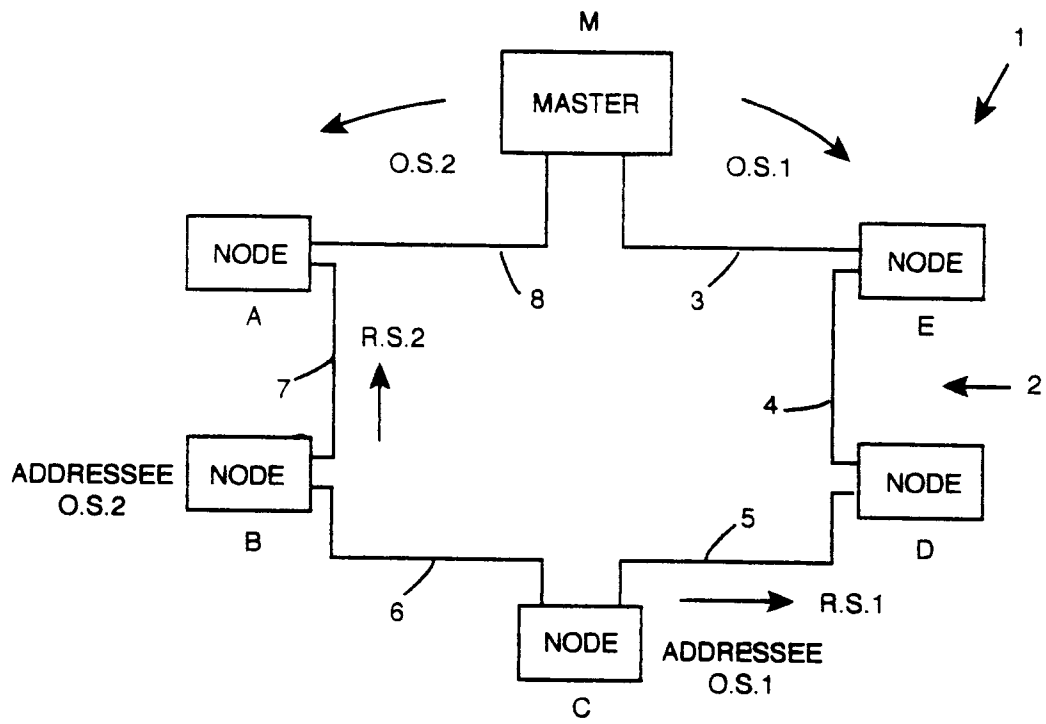 M
1
MASTER
O.S.2
O.S.1
NODE
NODE
8
3
A
E
R.S.2
7
4
2
NODE
NODE
ADDRESSEE
O.S.2
B
5
D
6
R.S.1
NODE
ADDRESSEE
O.S.1
C